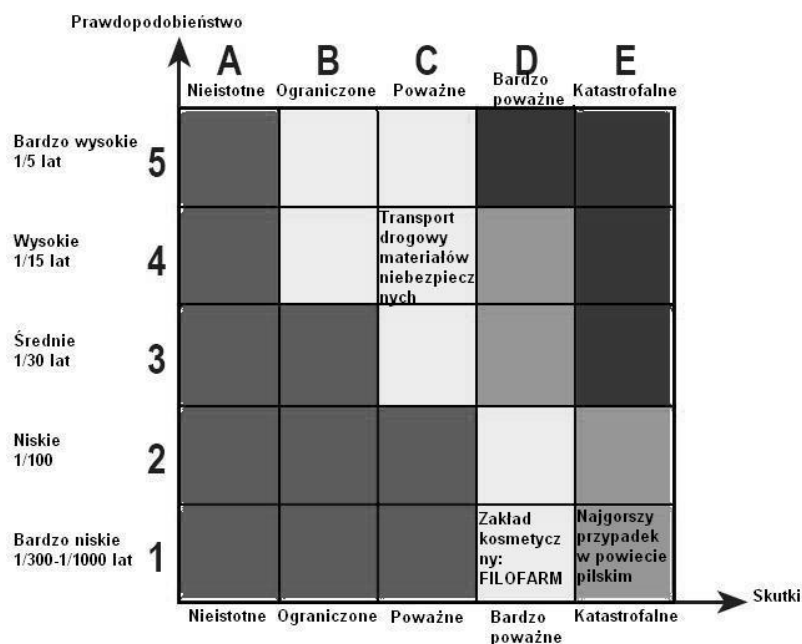 Prawdopodobieństwo
A B C D E
Nieistotne Ograniczone Poważne Bardzo poważne Katastrofalne
Bardzo wysokie
1/5 lat
5
Wysokie
1/15 lat
4
Transport
drogowy
materiałów
niebezpiecz
nych
Średnie
1/30 lat
3
Niskie
1/100
2
Bardzo niskie
1/300-1/1000 lat
1
Zakład
kosmetycz
ny:
FILOFARM
Najgorszy
przypadek
w powiecie
pilskim
Skutki
Nieistotne Ograniczone Poważne Bardzo poważne Katastrofalne